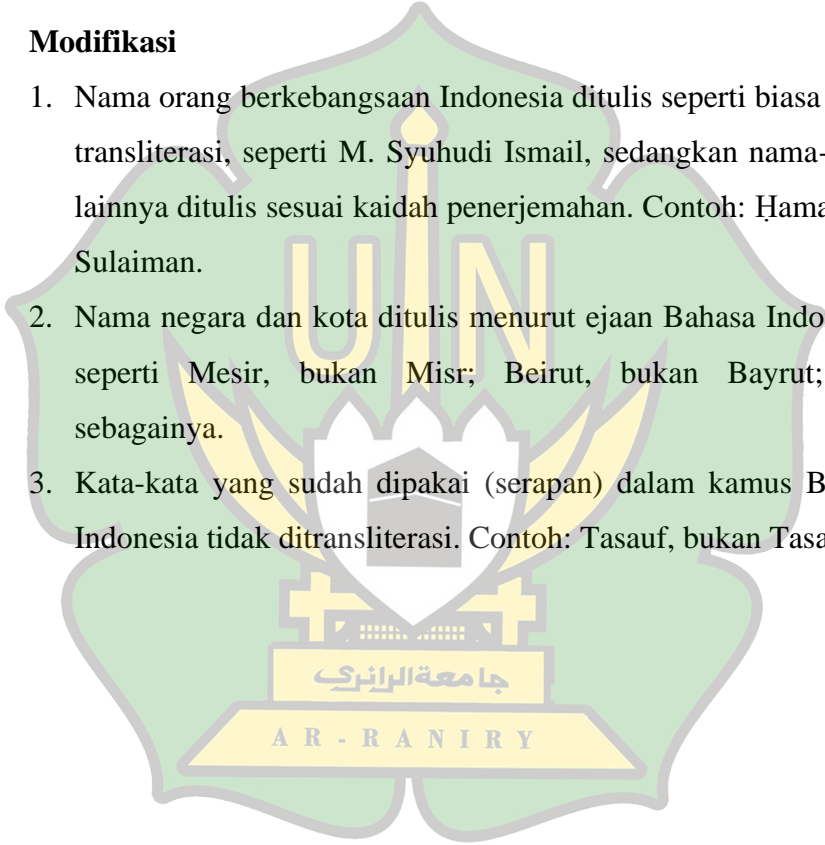 Modifikasi
1. Nama orang berkebangsaan Indonesia ditulis seperti biasa
transliterasi, seperti M. Syuhudi Ismail, sedangkan nama-
lainnya ditulis sesuai kaidah penerjemahan. Contoh: Ḥama
Sulaiman.
2. Nama negara dan kota ditulis menurut ejaan Bahasa Indo
seperti Mesir, bukan Misr; Beirut, bukan Bayrut;
sebagainya.
3. Kata-kata yang sudah dipakai (serapan) dalam kamus B
Indonesia tidak ditransliterasi. Contoh: Tasauf, bukan Tasa
UIN
جامعة الرانري
AR-RANIRY